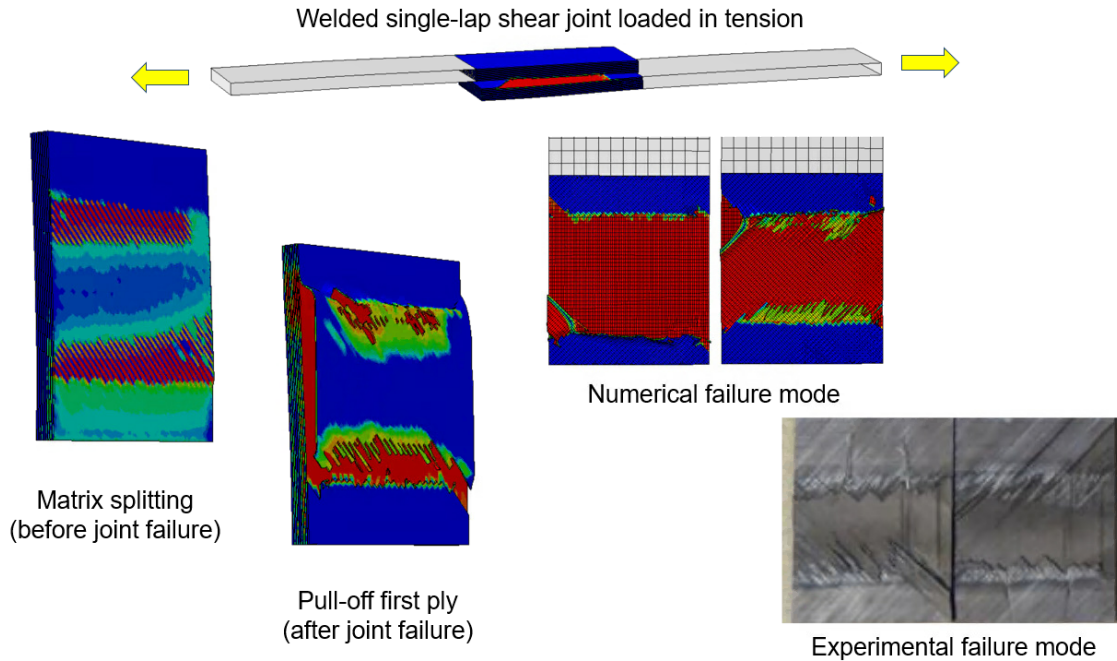 Welded single-lap shear joint loaded in tension
Matrix splitting
(before joint failure)
Pull-off first ply
(after joint failure)
Numerical failure mode
Experimental failure mode